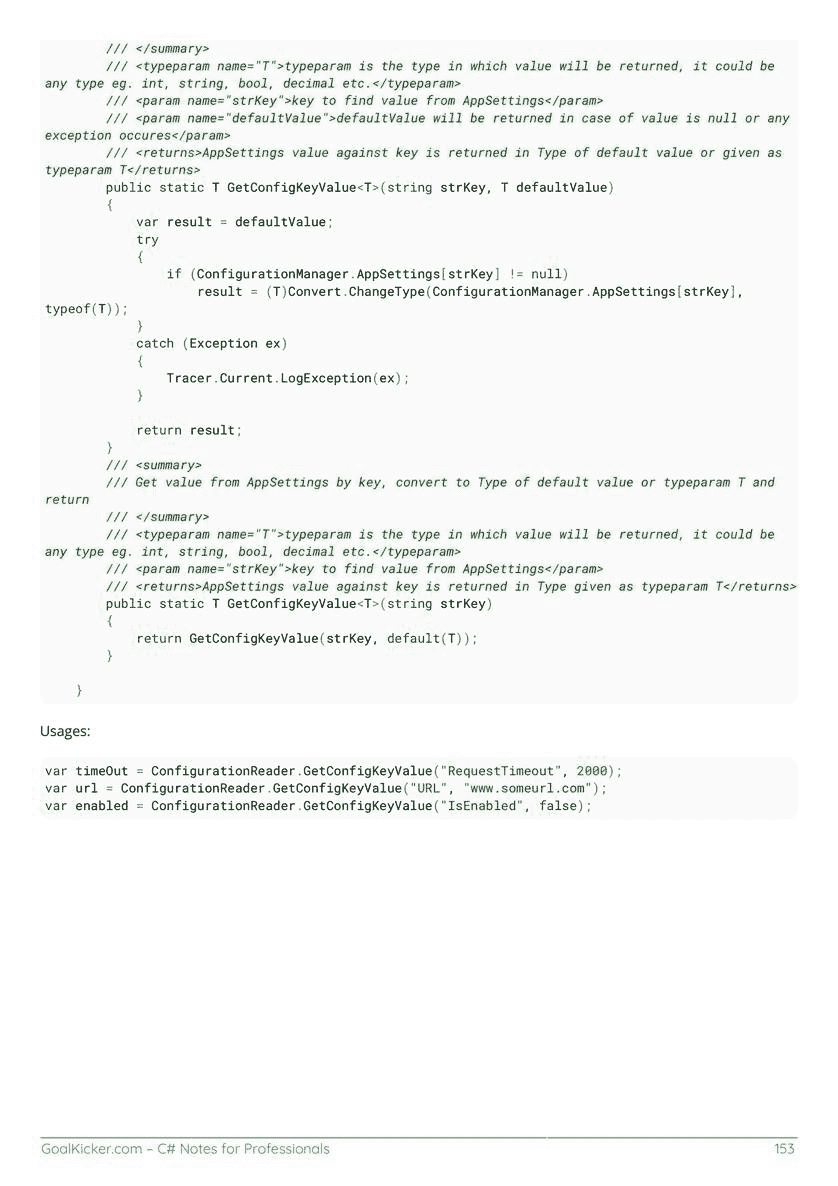 /// </summary>
/// <typeparam name="T">typeparam is the type in which value will be returned, it could be
any type eg. int, string, bool, decimal etc.</typeparam>
/// <param name="strKey">key to find value from AppSettings</param>
/// <param name="defaultValue">defaultValue will be returned in case of value is null or any
exception occures</param>
/// <returns>AppSettings value against key is returned in Type of default value or given as
typeparam T</returns>
public static T GetConfigKeyValue<T>(string strKey, T defaultValue)
{
var result = defaultValue;
try
{
if (ConfigurationManager.AppSettings[strKey] != null)
result = (T)Convert.ChangeType(ConfigurationManager.AppSettings[strKey],
typeof(T));
}
catch (Exception ex)
{
Tracer.Current.LogException(ex);
}
return result;
}
/// <summary>
/// Get value from AppSettings by key, convert to Type of default value or typeparam T and
return
/// </summary>
/// <typeparam name="T">typeparam is the type in which value will be returned, it could be
any type eg. int, string, bool, decimal etc.</typeparam>
/// <param name="strKey">key to find value from AppSettings</param>
/// <returns>AppSettings value against key is returned in Type given as typeparam T</returns>
public static T GetConfigKeyValue<T>(string strKey)
{
return GetConfigKeyValue(strKey, default(T));
}
}
Usages:
var timeOut = ConfigurationReader.GetConfigKeyValue("RequestTimeout", 2000);
var url = ConfigurationReader.GetConfigKeyValue("URL", "www.someurl.com");
var enabled = ConfigurationReader.GetConfigKeyValue("IsEnabled", false);
GoalKicker.com – C# Notes for Professionals 153